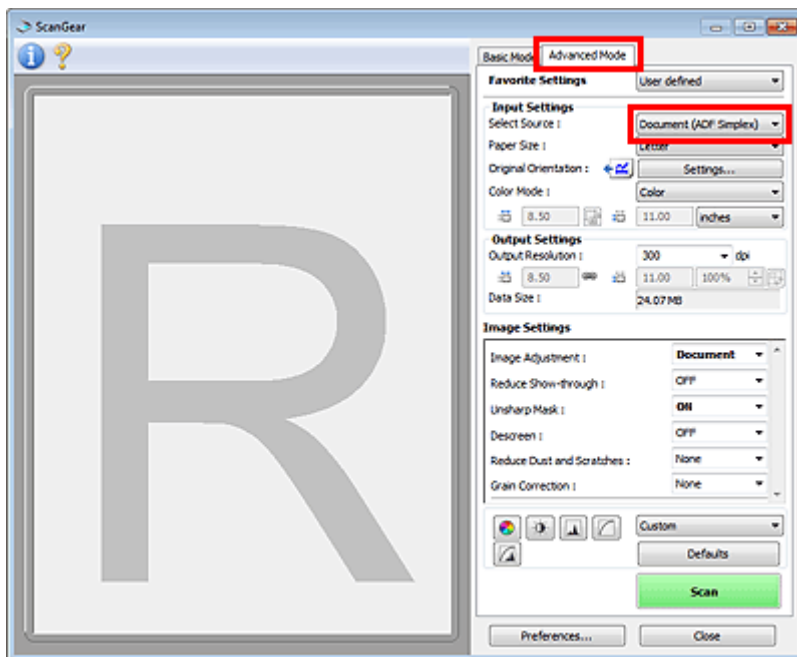 ScanGear
Basic Mode Advanced Mode
Favorite Settings User defined
Input Settings
Select Source : Document (ADF Simplex)
Paper Size : Letter
Original Orientation : Settings...
Color Mode : Color
8.50 11.00 inches
Output Settings
Output Resolution : 300 dpi
8.50 11.00 100%
Data Size : 24.07 MB
Image Settings
Image Adjustment : Document
Reduce Show-through : OFF
Unsharp Mask : ON
Descreen : OFF
Reduce Dust and Scratches : None
Grain Correction : None
Custom
Defaults
Scan
Preferences... Close
R